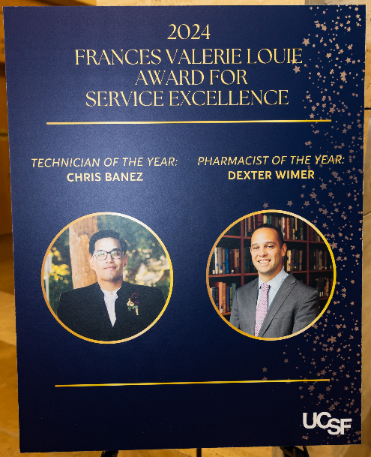 2024
FRANCES VALERIE LOUIE
AWARD FOR
SERVICE EXCELLENCE
TECHNICIAN OF THE YEAR:
CHRIS BANEZ
PHARMACIST OF THE YEAR:
DEXTER WIMER
UCSF